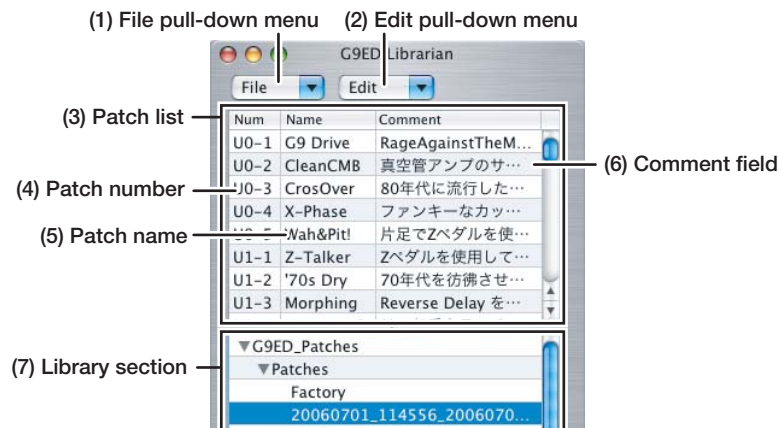 (1) File pull-down menu
(2) Edit pull-down menu
G9ED Librarian
File
Edit
(3) Patch list
Num Name Comment
U0-1 G9 Drive RageAgainstTheM...
U0-2 CleanCMB 真空管アンプのサ…
(6) Comment field
(4) Patch number
U0-3 CrosOver 80年代に流行した…
U0-4 X-Phase ファンキーなカッ…
(5) Patch name
U0-5 Wah&Pit! 片足でZペダルを使…
U1-1 Z-Talker Zペダルを使用して…
U1-2 '70s Dry 70年代を彷彿させ…
U1-3 Morphing Reverse Delay を…
(7) Library section
▼G9ED_Patches
▼Patches
Factory
20060701_114556_2006070...